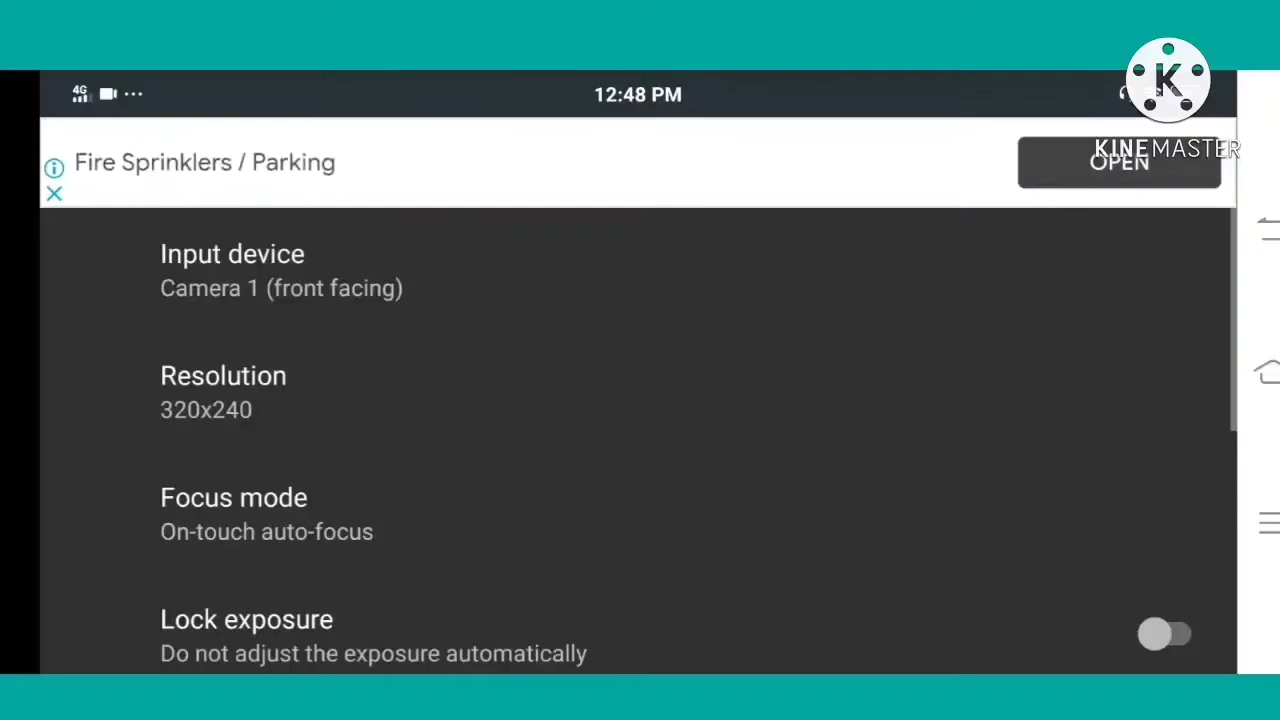 4G
12:48 PM
K
KINEMASTER
Fire Sprinklers / Parking
OPEN
Input device
Camera 1 (front facing)
Resolution
320x240
Focus mode
On-touch auto-focus
Lock exposure
Do not adjust the exposure automatically